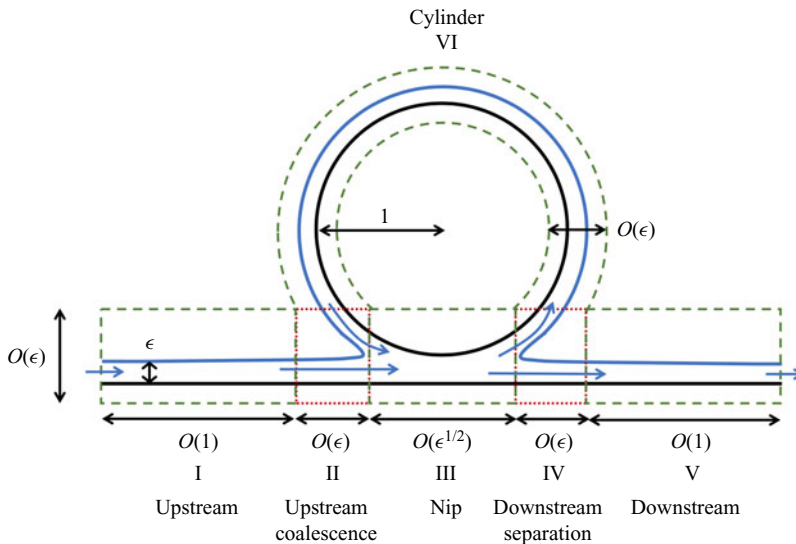 Cylinder
VI
1
O(ϵ)
O(ϵ)
ϵ
O(1) O(ϵ) O(ϵ^{1/2}) O(ϵ) O(1)
I II III IV V
Upstream Upstream Nip Downstream Downstream
coalescence separation